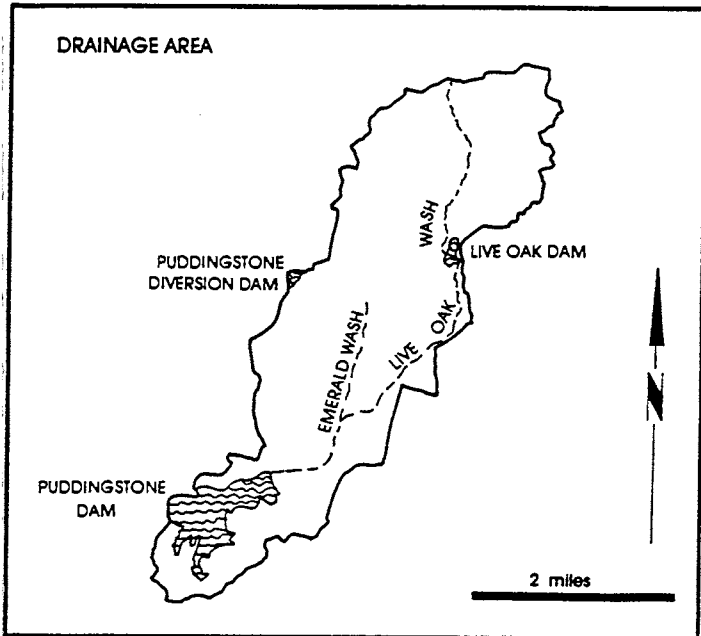 DRAINAGE AREA
WASH
LIVE OAK DAM
PUDDINGSTONE
DIVERSION DAM
OAK
LIVE
EMERALD WASH
N
PUDDINGSTONE
DAM
2 miles